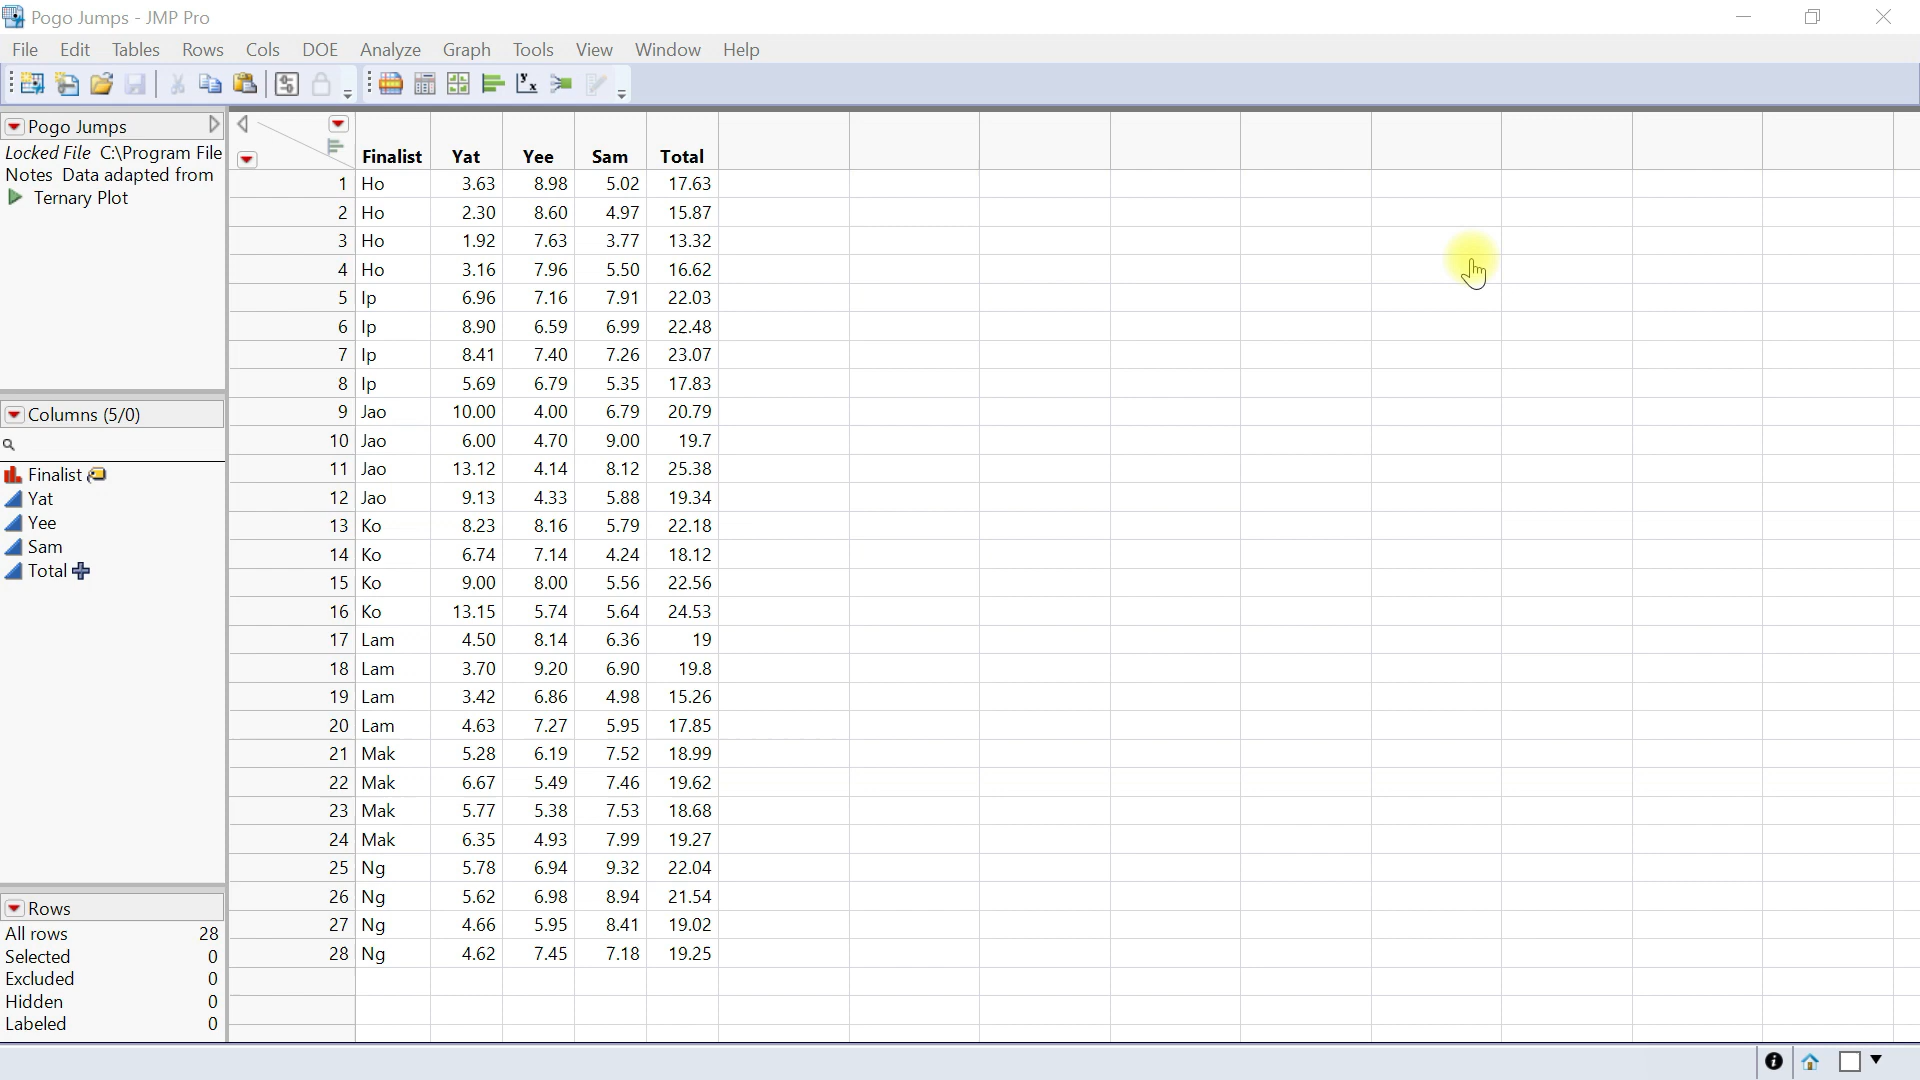 Pogo Jumps - JMP Pro
File Edit Tables Rows Cols DOE Analyze Graph Tools View Window Help
Pogo Jumps
Locked File C:\Program File
Notes Data adapted from
Ternary Plot
Columns (5/0)
Finalist
Yat
Yee
Sam
Total
Rows
All rows 28
Selected 0
Excluded 0
Hidden 0
Labeled 0
Finalist Yat Yee Sam Total
1 Ho 3.63 8.98 5.02 17.63
2 Ho 2.30 8.60 4.97 15.87
3 Ho 1.92 7.63 3.77 13.32
4 Ho 3.16 7.96 5.50 16.62
5 Ip 6.96 7.16 7.91 22.03
6 Ip 8.90 6.59 6.99 22.48
7 Ip 8.41 7.40 7.26 23.07
8 Ip 5.69 6.79 5.35 17.83
9 Jao 10.00 4.00 6.79 20.79
10 Jao 6.00 4.70 9.00 19.7
11 Jao 13.12 4.14 8.12 25.38
12 Jao 9.13 4.33 5.88 19.34
13 Ko 8.23 8.16 5.79 22.18
14 Ko 6.74 7.14 4.24 18.12
15 Ko 9.00 8.00 5.56 22.56
16 Ko 13.15 5.74 5.64 24.53
17 Lam 4.50 8.14 6.36 19
18 Lam 3.70 9.20 6.90 19.8
19 Lam 3.42 6.86 4.98 15.26
20 Lam 4.63 7.27 5.95 17.85
21 Mak 5.28 6.19 7.52 18.99
22 Mak 6.67 5.49 7.46 19.62
23 Mak 5.77 5.38 7.53 18.68
24 Mak 6.35 4.93 7.99 19.27
25 Ng 5.78 6.94 9.32 22.04
26 Ng 5.62 6.98 8.94 21.54
27 Ng 4.66 5.95 8.41 19.02
28 Ng 4.62 7.45 7.18 19.25